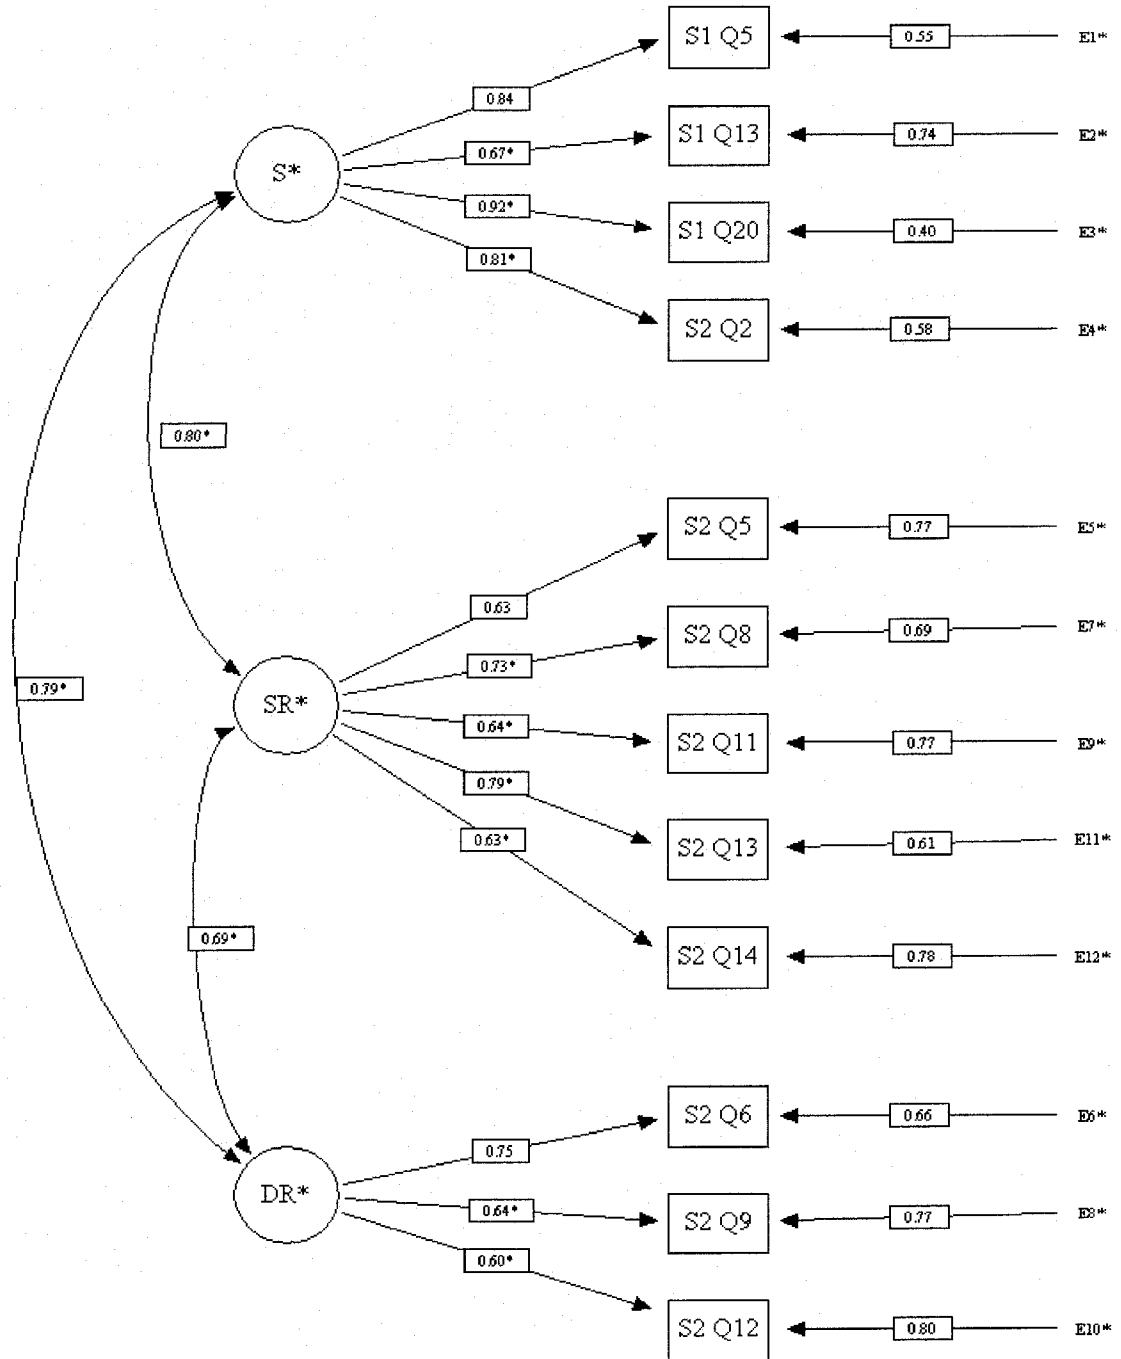 S1 Q5 0.55 E1*
0.84
S1 Q13 0.74 E2*
0.67*
S*
0.92*
S1 Q20 0.40 E3*
0.81*
S2 Q2 0.58 E4*
0.80*
S2 Q5 0.77 E5*
0.63
S2 Q8 0.69 E7*
0.73*
0.79*
SR*
0.64*
S2 Q11 0.77 E9*
0.79*
0.63*
S2 Q13 0.61 E11*
0.69*
S2 Q14 0.78 E12*
S2 Q6 0.66 E6*
0.75
DR*
0.64*
S2 Q9 0.77 E8*
0.60*
S2 Q12 0.80 E10*